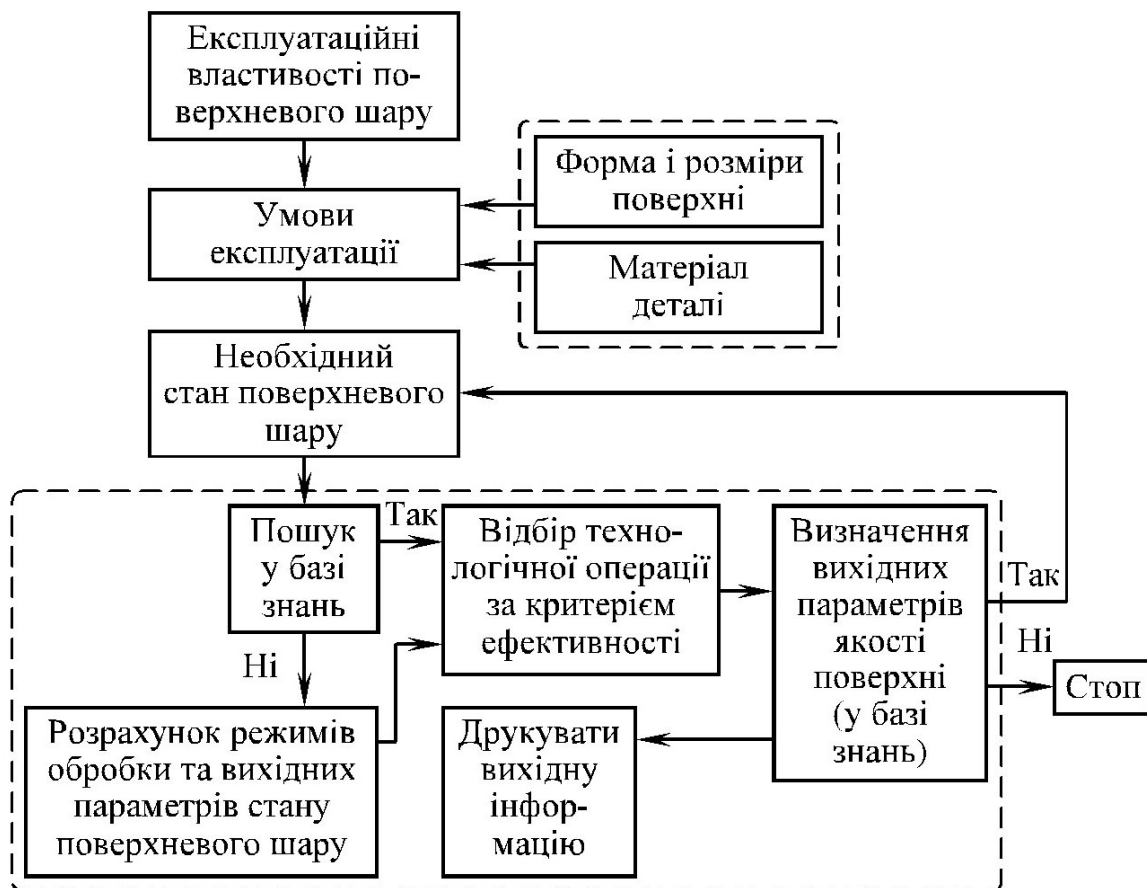 Експлуатаційні
властивості по-
верхневого шару
Форма і розміри
поверхні
Умови
експлуатації
Матеріал
деталі
Необхідний
стан поверхневого
шару
Пошук
у базі
знань
Так
Відбір техно-
логічної операції
за критерієм
ефективності
Визначення
вихідних
параметрів
якості
поверхні
(у базі
знань)
Так
Ні
Стоп
Ні
Розрахунок режимів
обробки та вихідних
параметрів стану
поверхневого шару
Друкувати
вихідну
інфор-
мацію